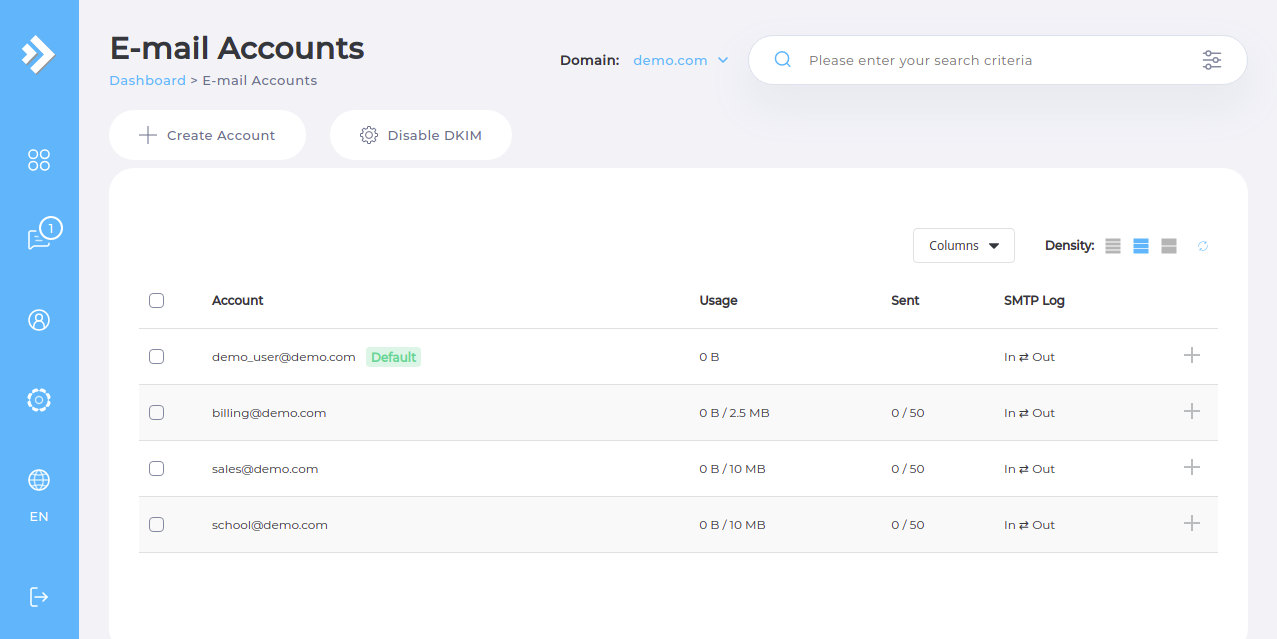 E-mail Accounts
Dashboard > E-mail Accounts
Domain: demo.com
Please enter your search criteria
Create Account
Disable DKIM
1
EN
Columns
Density:
Account Usage Sent SMTP Log
demo_user@demo.com Default 0 B In ⇄ Out
billing@demo.com 0 B / 2.5 MB 0 / 50 In ⇄ Out
sales@demo.com 0 B / 10 MB 0 / 50 In ⇄ Out
school@demo.com 0 B / 10 MB 0 / 50 In ⇄ Out